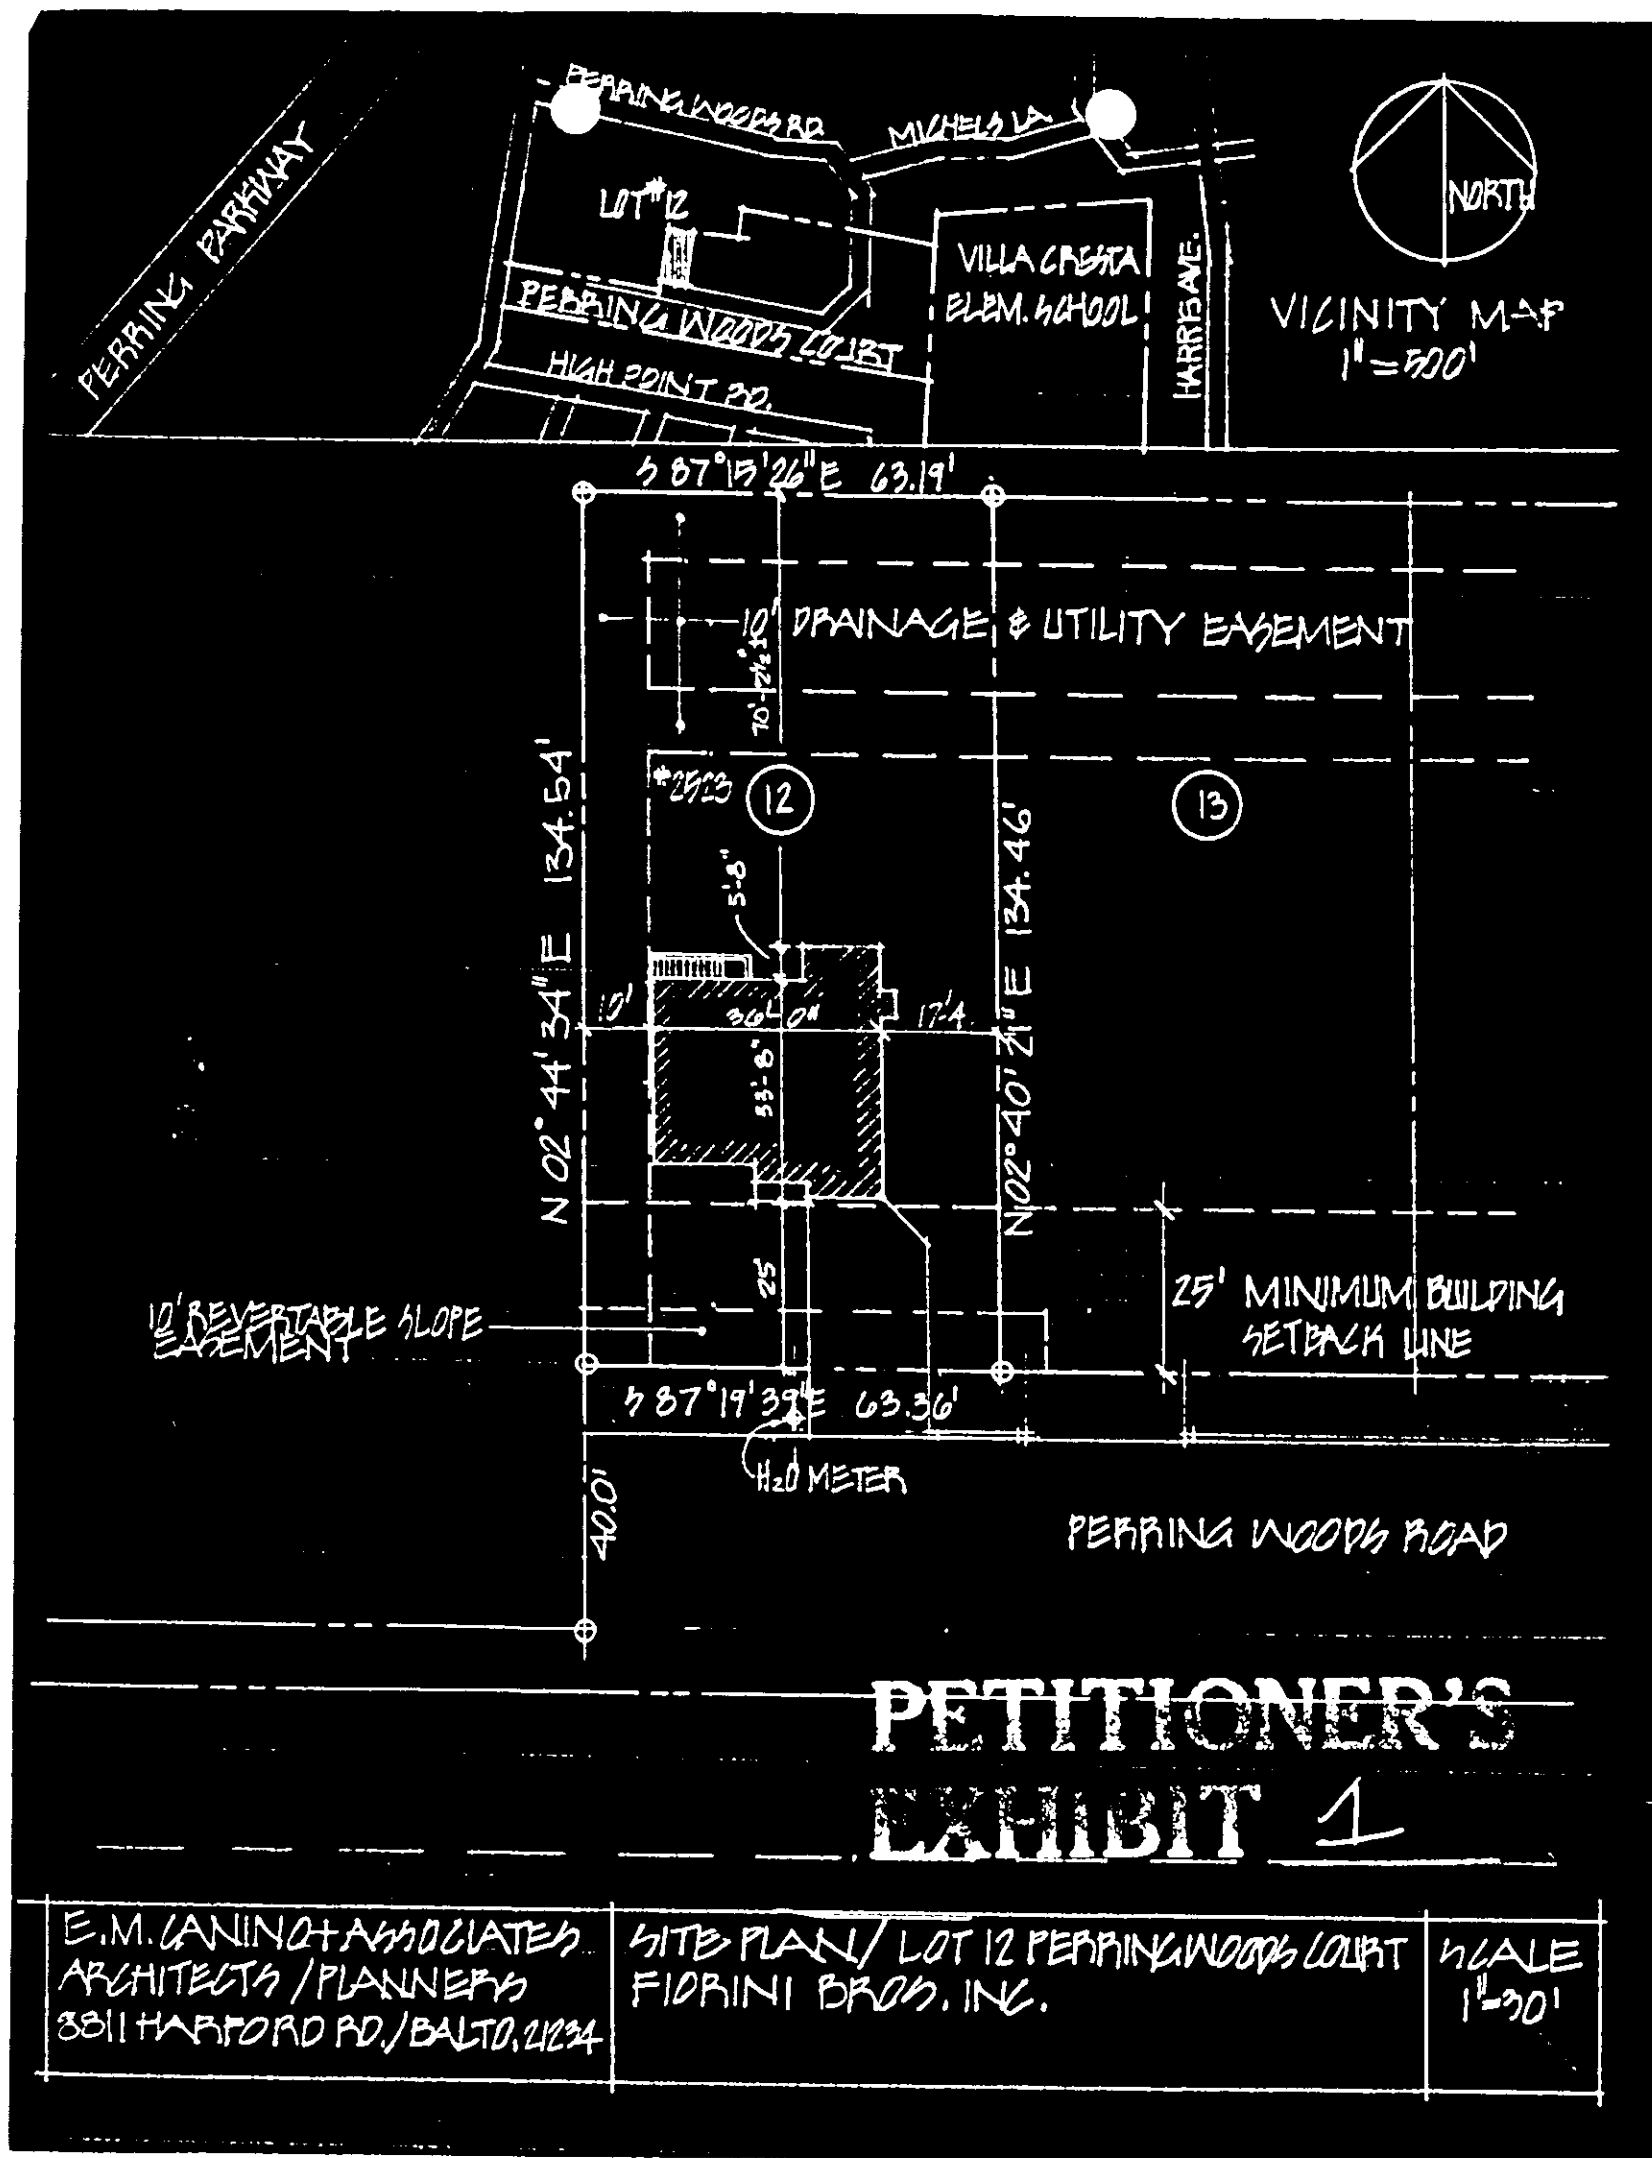 PERRING PARKWAY
PERRING WOODS RD.
MICHELS LA.
LOT #12
PERRING WOODS COURT
HIGH POINT RD.
VILLA CRESTA
ELEM. SCHOOL
HARRIS AVE.
NORTH
VICINITY MAP
1" = 500'
S 87° 15' 26" E 63.19'
10' DRAINAGE & UTILITY EASEMENT
12
13
N 02° 44' 34" E 134.54'
N 02° 40' 21" E 134.46'
5'-8"
10'
36'-0"
17'-4
33'-8"
25'
10' REVERTABLE SLOPE
EASEMENT
25' MINIMUM BUILDING
SETBACK LINE
S 87° 19' 39" E 63.36'
H2O METER
40.0'
PERRING WOODS ROAD
PETITIONER'S
EXHIBIT 1
E.M. CANINO + ASSOCIATES
ARCHITECTS / PLANNERS
3811 HARFORD RD./BALTO. 21234
SITE PLAN / LOT 12 PERRING WOODS COURT
FIORINI BROS. INC.
SCALE
1"=30'